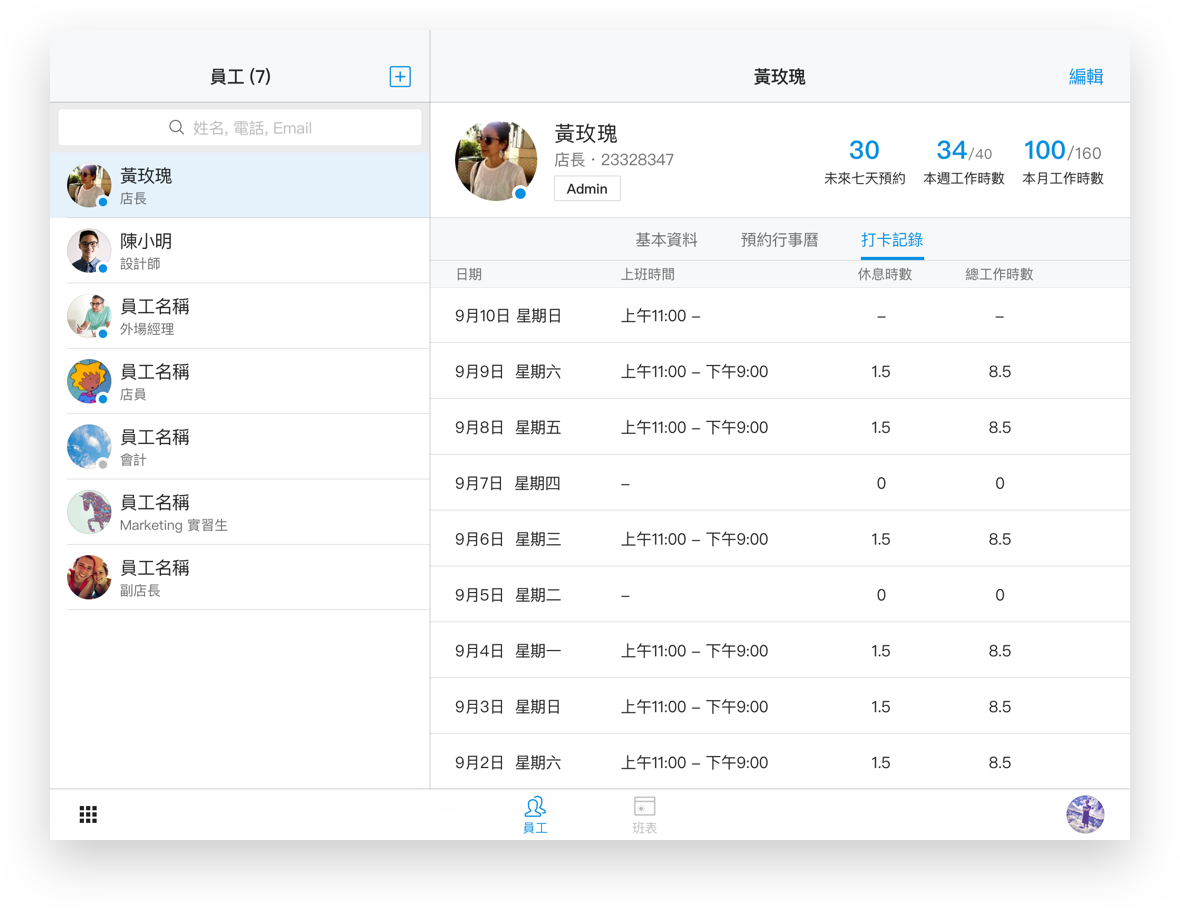 員工 (7)
姓名, 電話, Email
黃玫瑰
店長
陳小明
設計師
員工名稱
外場經理
員工名稱
店員
員工名稱
會計
員工名稱
Marketing 實習生
員工名稱
副店長
黃玫瑰 編輯
黃玫瑰
店長 · 23328347
Admin
30 34/40 100/160
未來七天預約 本週工作時數 本月工作時數
基本資料 預約行事曆 打卡記錄
日期 上班時間 休息時數 總工作時數
9月10日 星期日 上午11:00 – – –
9月9日 星期六 上午11:00 – 下午9:00 1.5 8.5
9月8日 星期五 上午11:00 – 下午9:00 1.5 8.5
9月7日 星期四 – 0 0
9月6日 星期三 上午11:00 – 下午9:00 1.5 8.5
9月5日 星期二 – 0 0
9月4日 星期一 上午11:00 – 下午9:00 1.5 8.5
9月3日 星期日 上午11:00 – 下午9:00 1.5 8.5
9月2日 星期六 上午11:00 – 下午9:00 1.5 8.5
員工 班表